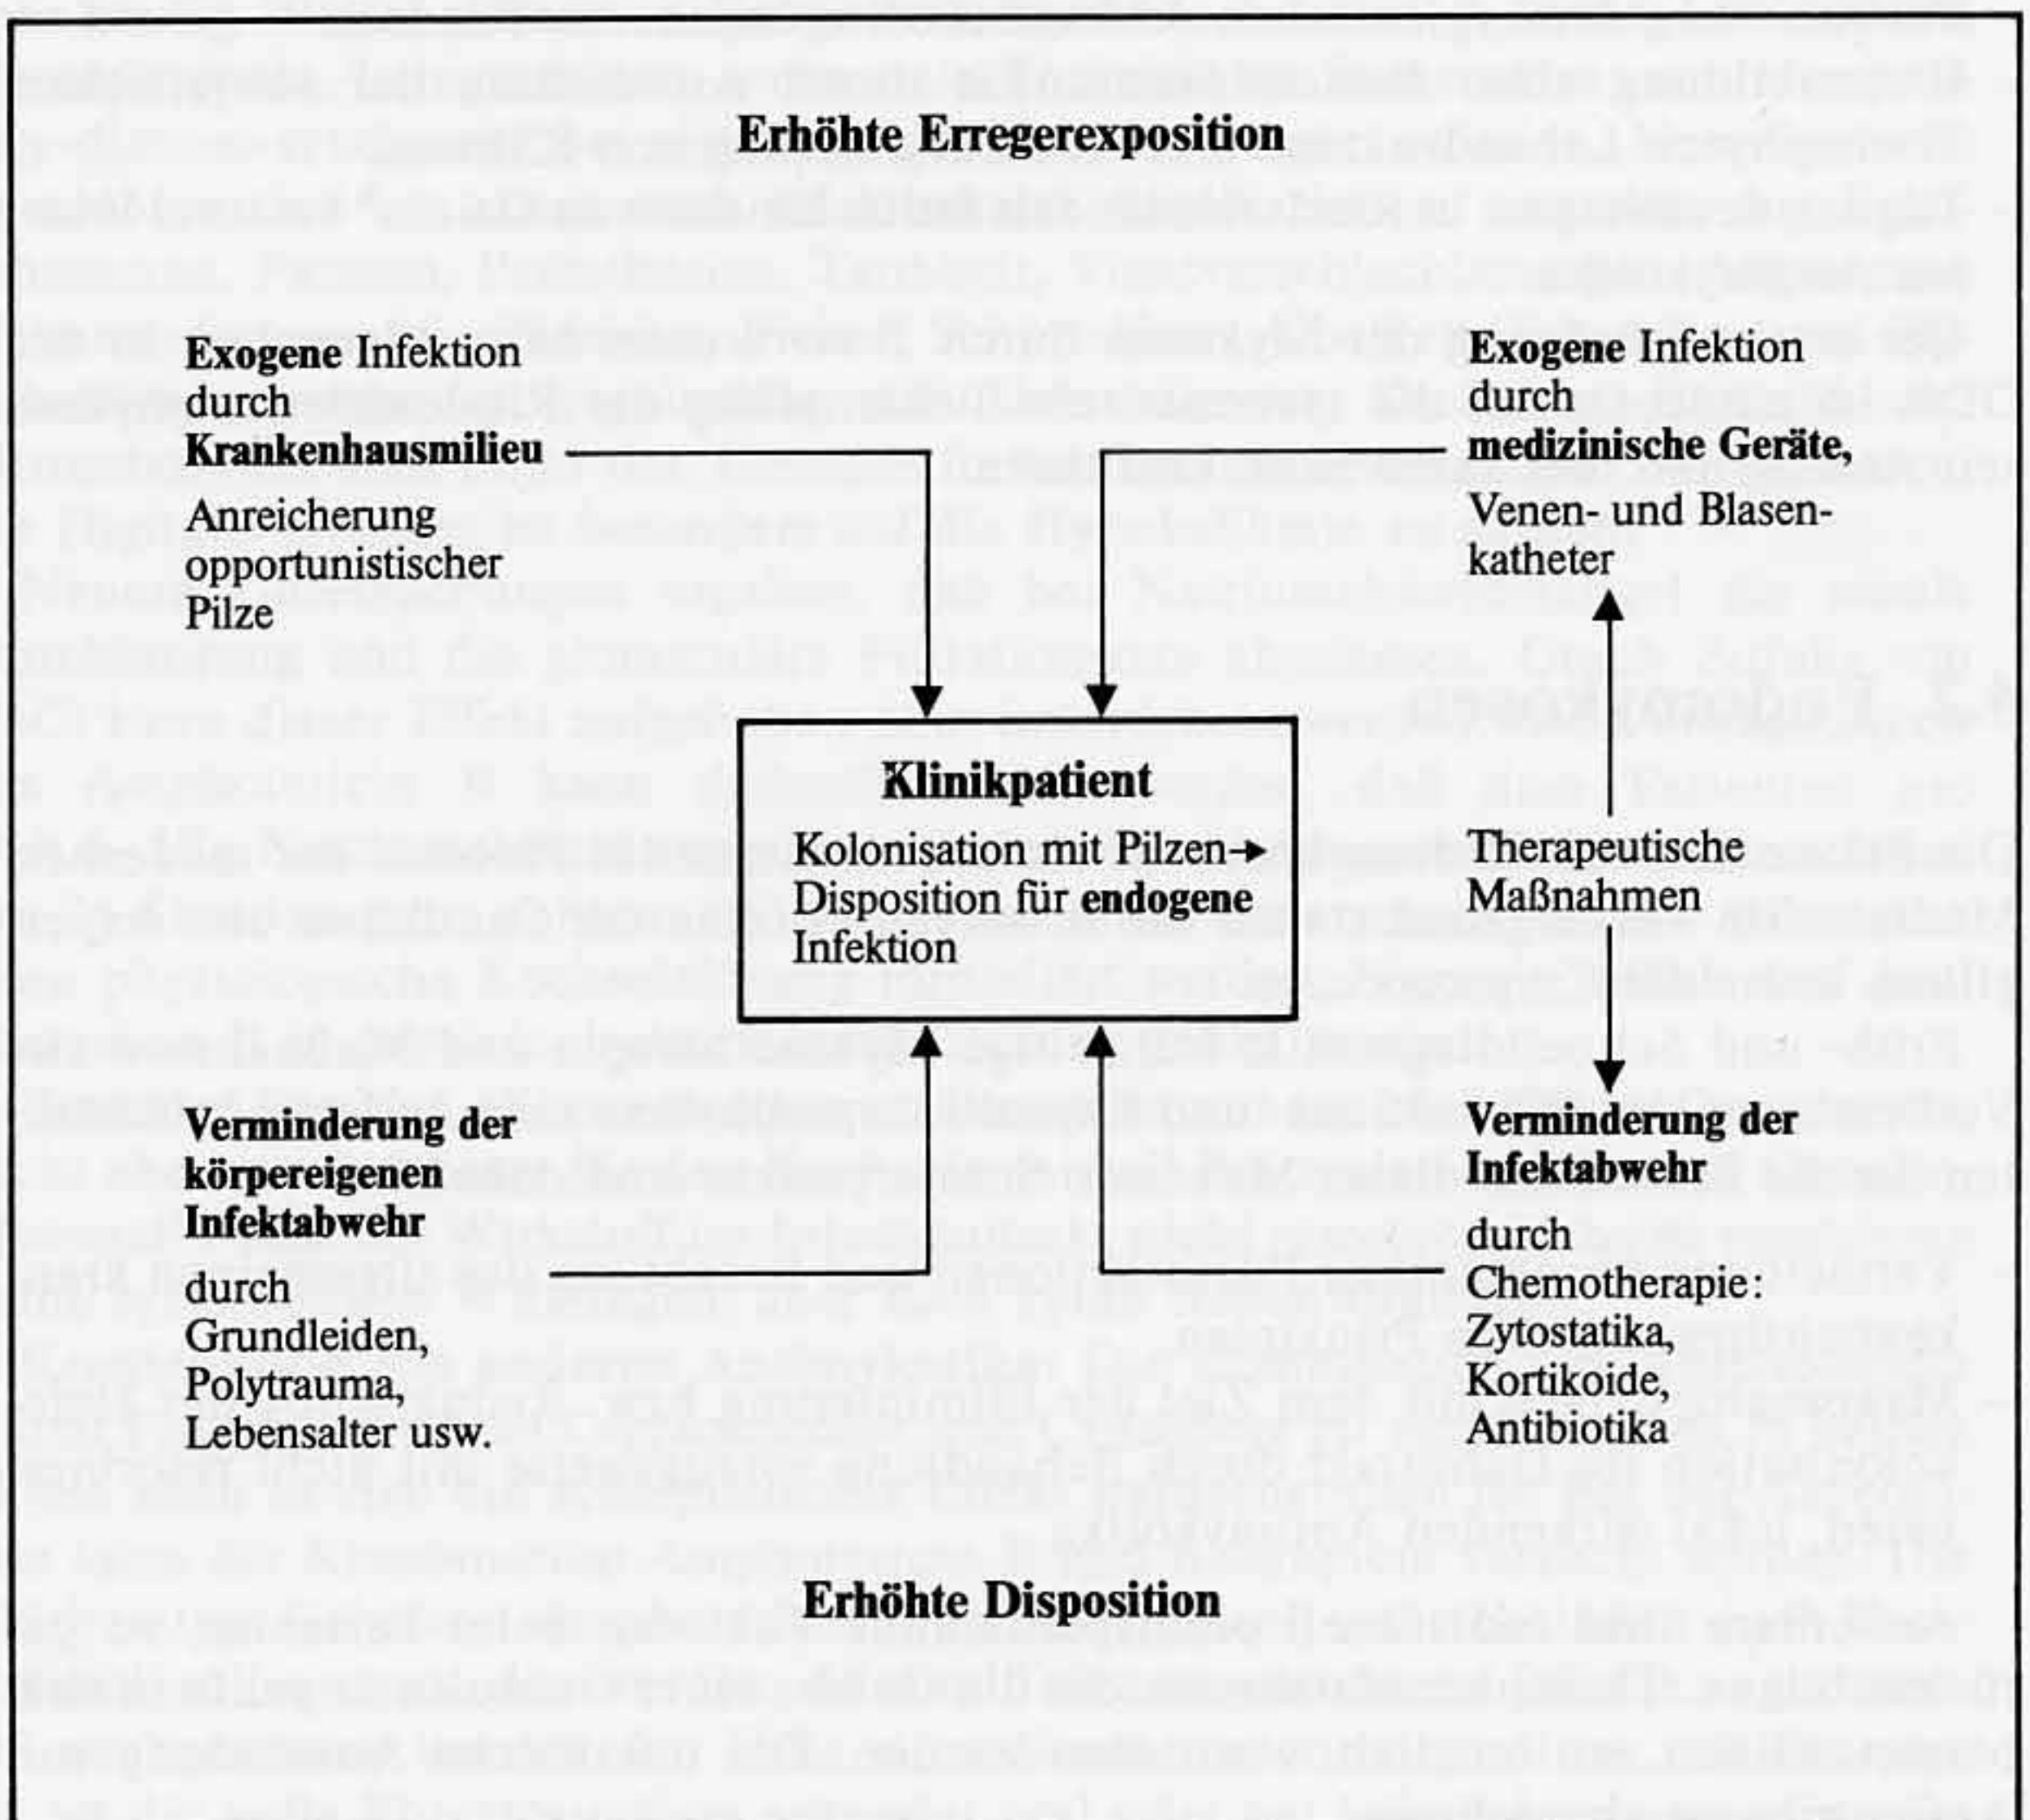 Erhöhte Erregerexposition
Exogene Infektion
durch
Krankenhausmilieu
Anreicherung
opportunistischer
Pilze
Exogene Infektion
durch
medizinische Geräte,
Venen- und Blasen-
katheter
Klinikpatient
Kolonisation mit Pilzen→
Disposition für endogene
Infektion
Therapeutische
Maßnahmen
Verminderung der
körpereigenen
Infektabwehr
durch
Grundleiden,
Polytrauma,
Lebensalter usw.
Verminderung der
Infektabwehr
durch
Chemotherapie:
Zytostatika,
Kortikoide,
Antibiotika
Erhöhte Disposition